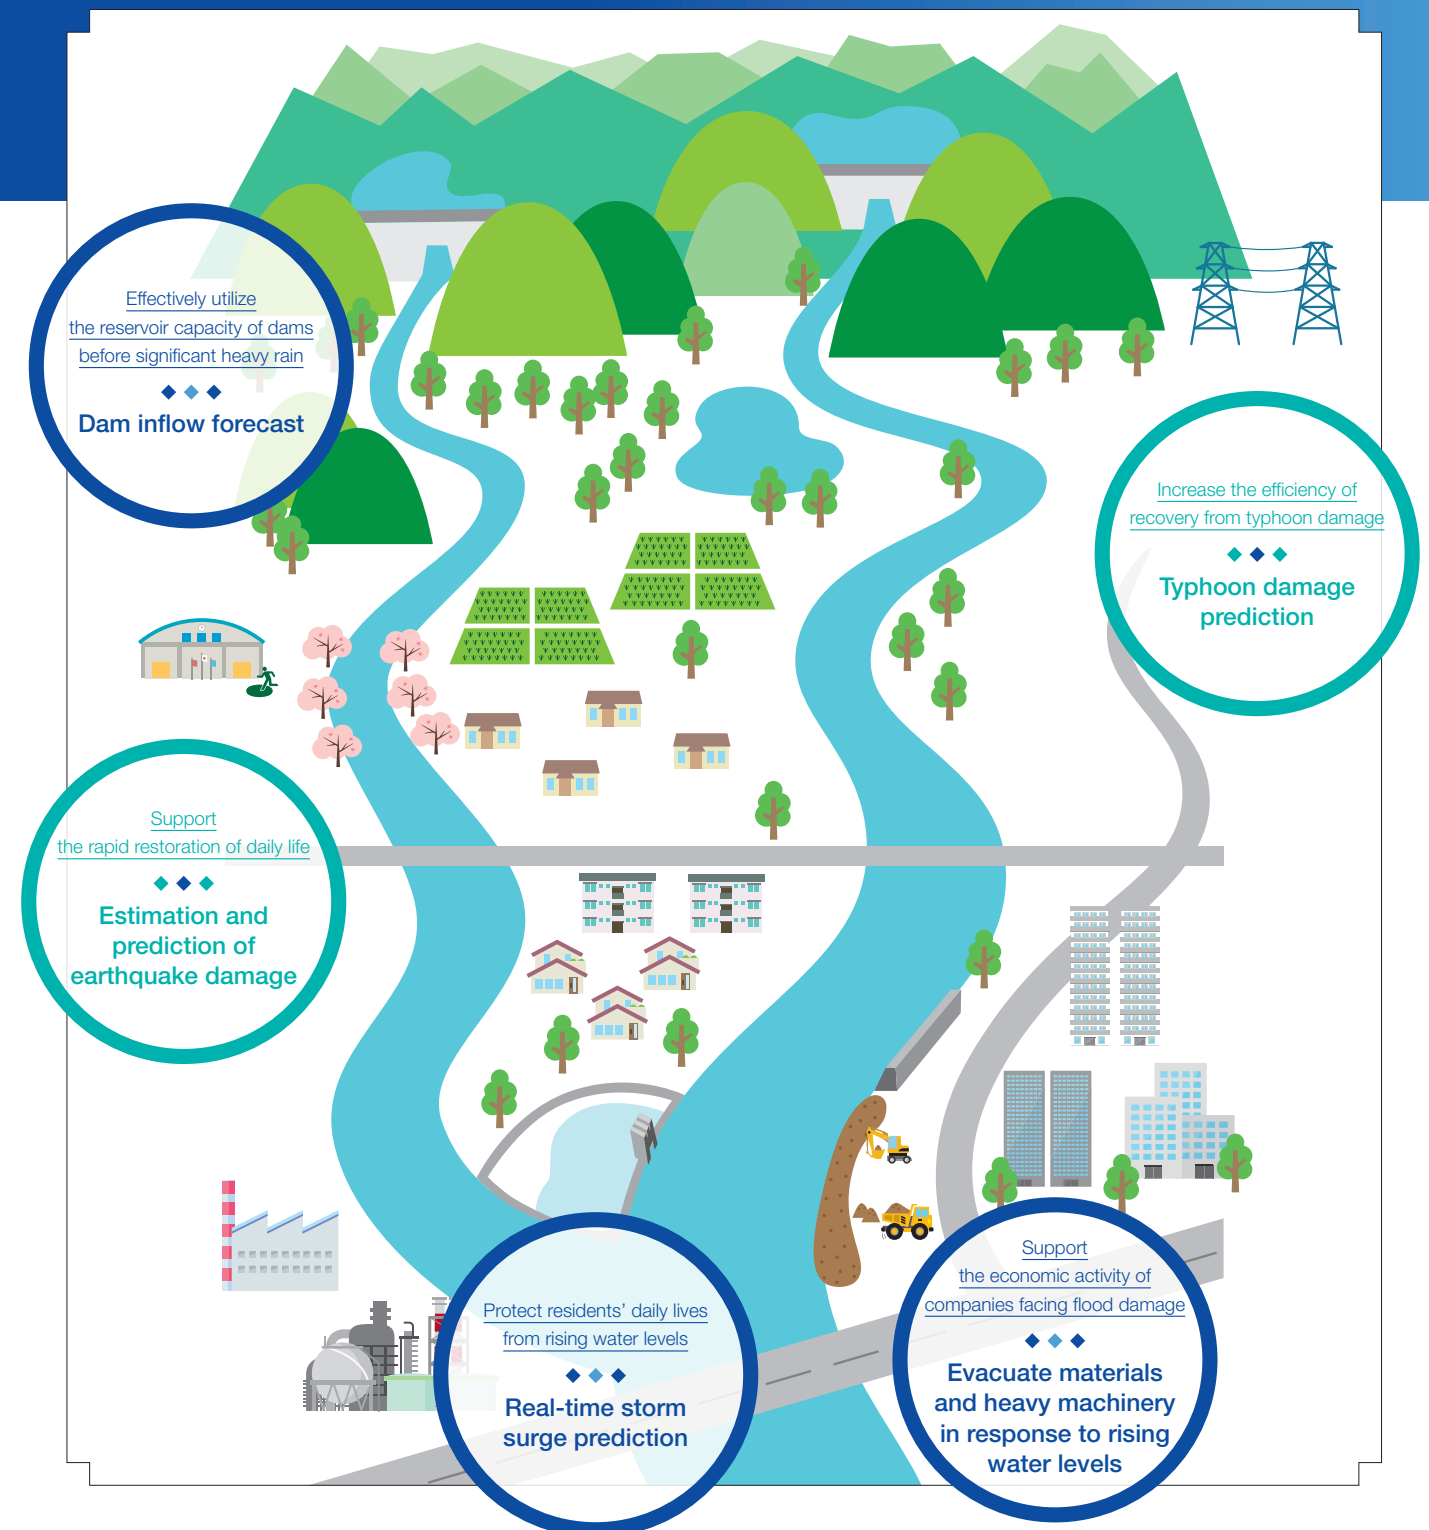 Effectively utilize
the reservoir capacity of dams
before significant heavy rain
Dam inflow forecast
Increase the efficiency of
recovery from typhoon damage
Typhoon damage
prediction
Support
the rapid restoration of daily life
Estimation and
prediction of
earthquake damage
Protect residents’ daily lives
from rising water levels
Real-time storm
surge prediction
Support
the economic activity of
companies facing flood damage
Evacuate materials
and heavy machinery
in response to rising
water levels